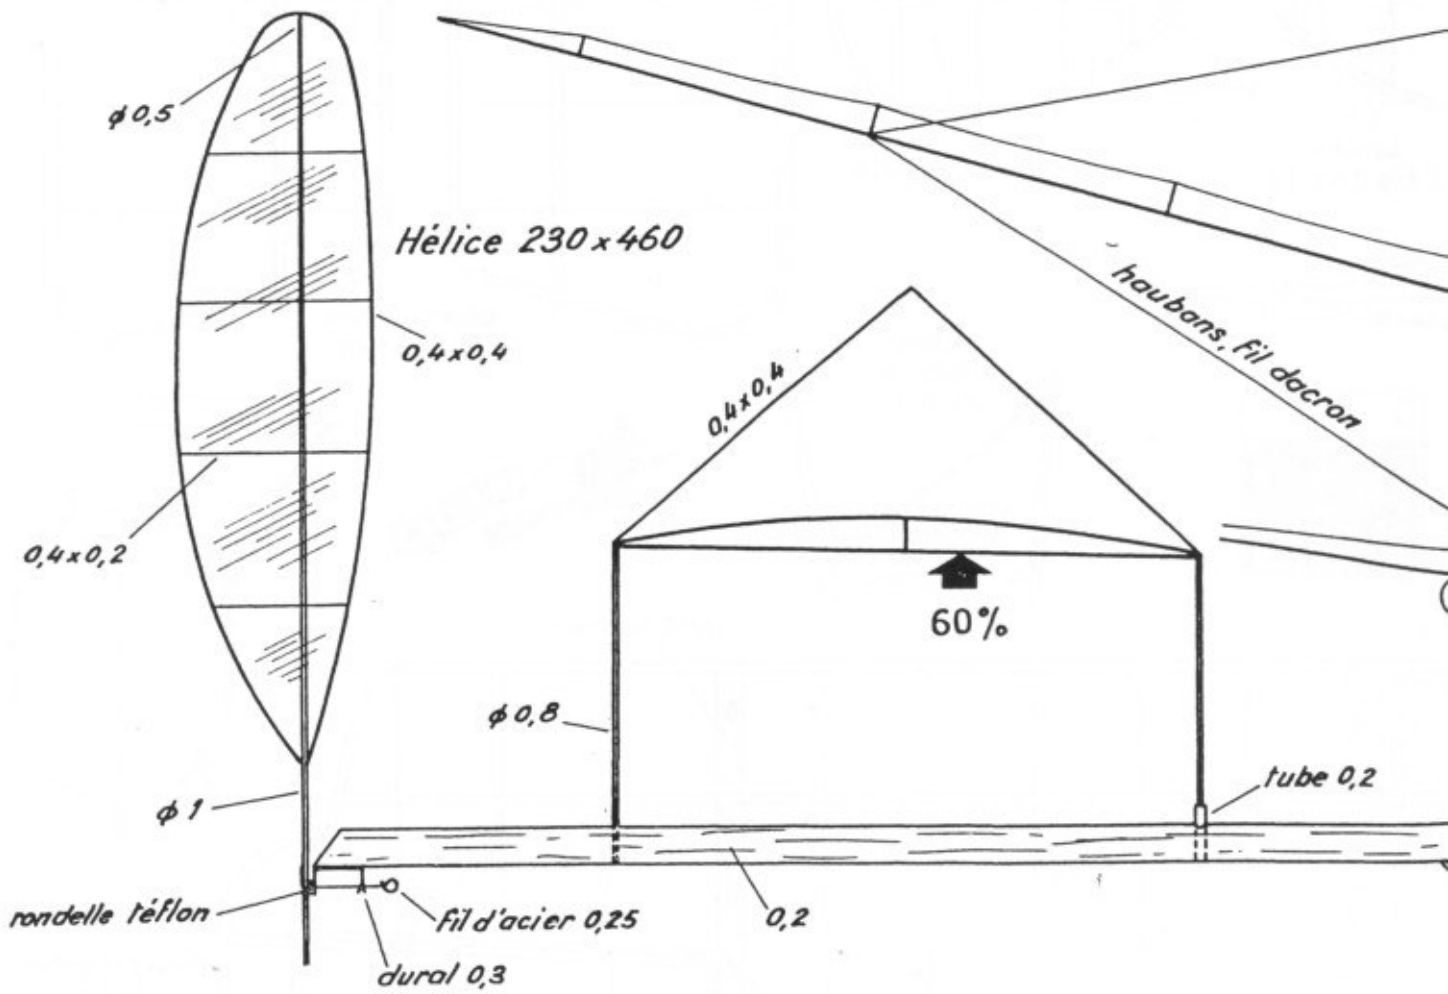 φ 0,5
Hélice 230 x 460
0,4 x 0,4
haubans, fil dacron
0,4 x 0,4
0,4 x 0,2
60%
φ 0,8
tube 0,2
φ 1
rondelle téflon
fil d'acier 0,25
0,2
dural 0,3